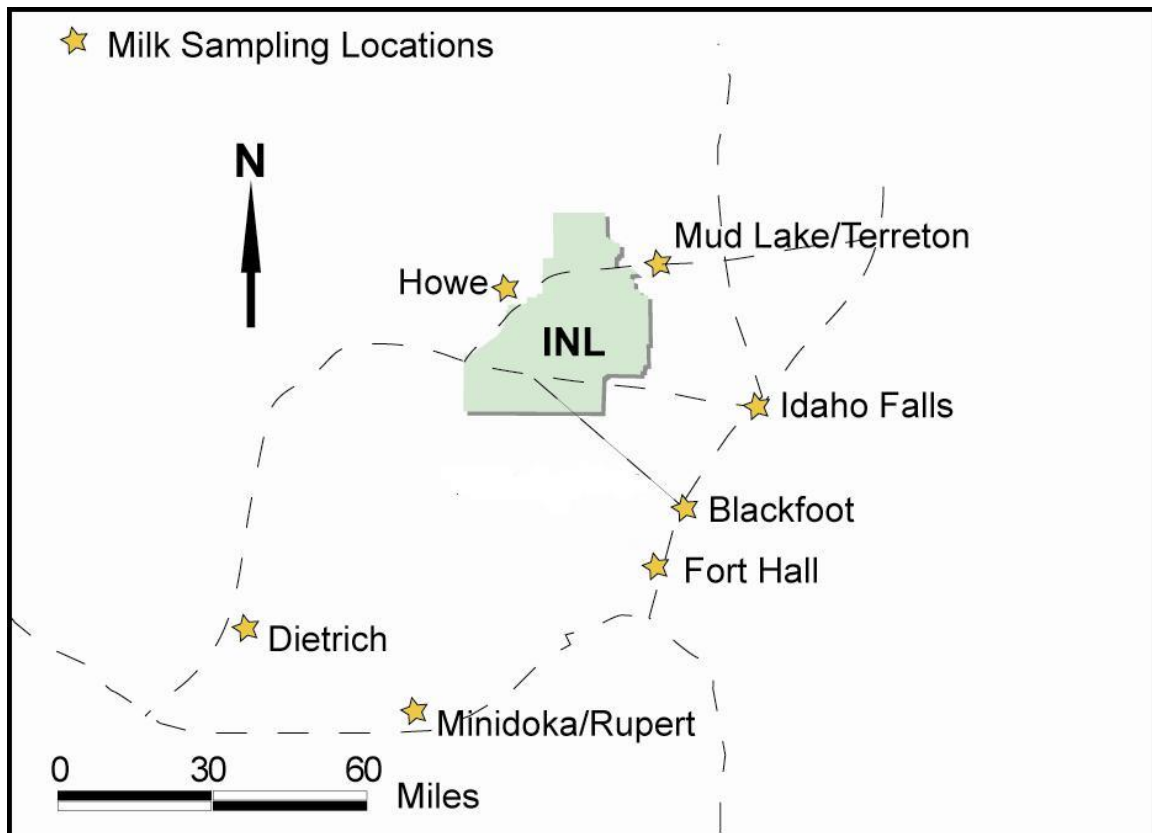 Milk Sampling Locations
N
Mud Lake/Terreton
Howe
INL
Idaho Falls
Blackfoot
Fort Hall
Dietrich
Minidoka/Rupert
0 30 60
Miles